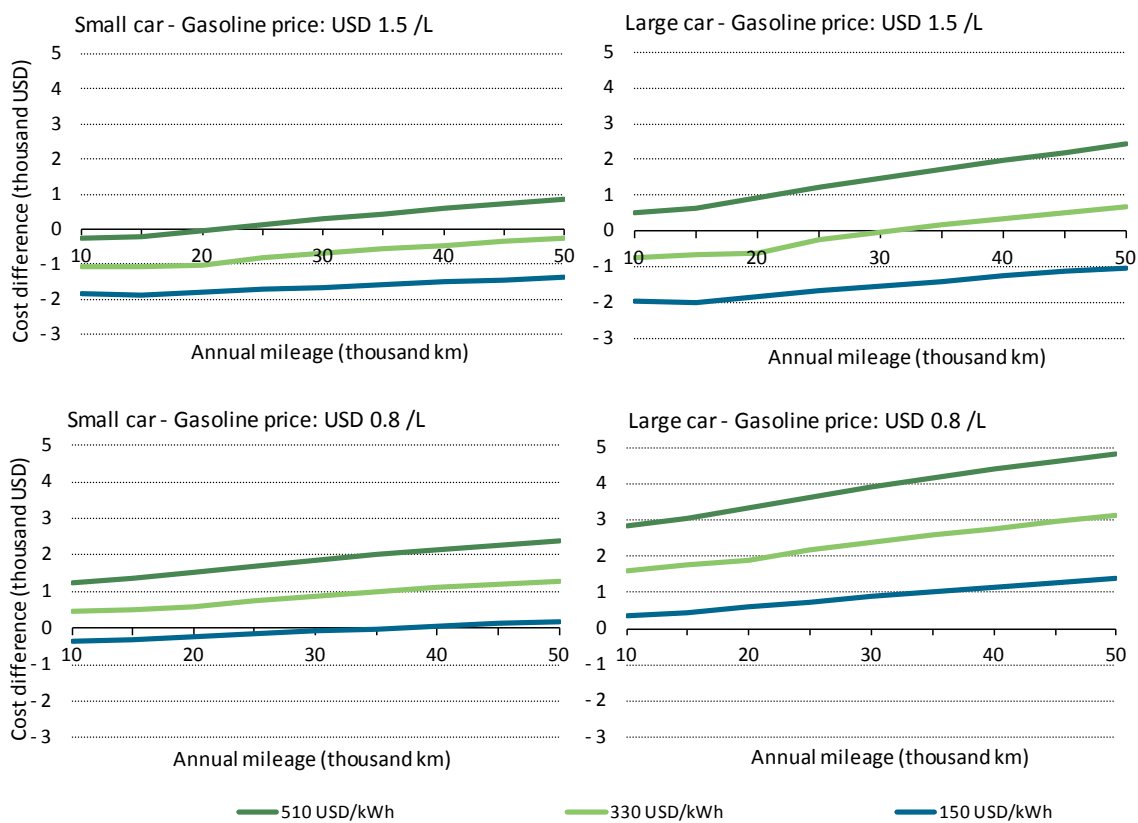 Small car - Gasoline price: USD 1.5 /L
Cost difference (thousand USD)
5
4
3
2
1
0
- 1
- 2
- 3
10 20 30 40 50
Annual mileage (thousand km)
Large car - Gasoline price: USD 1.5 /L
5
4
3
2
1
0
- 1
- 2
- 3
10 20 30 40 50
Annual mileage (thousand km)
Small car - Gasoline price: USD 0.8 /L
Cost difference (thousand USD)
5
4
3
2
1
0
- 1
- 2
- 3
10 20 30 40 50
Annual mileage (thousand km)
Large car - Gasoline price: USD 0.8 /L
5
4
3
2
1
0
- 1
- 2
- 3
10 20 30 40 50
Annual mileage (thousand km)
510 USD/kWh 330 USD/kWh 150 USD/kWh